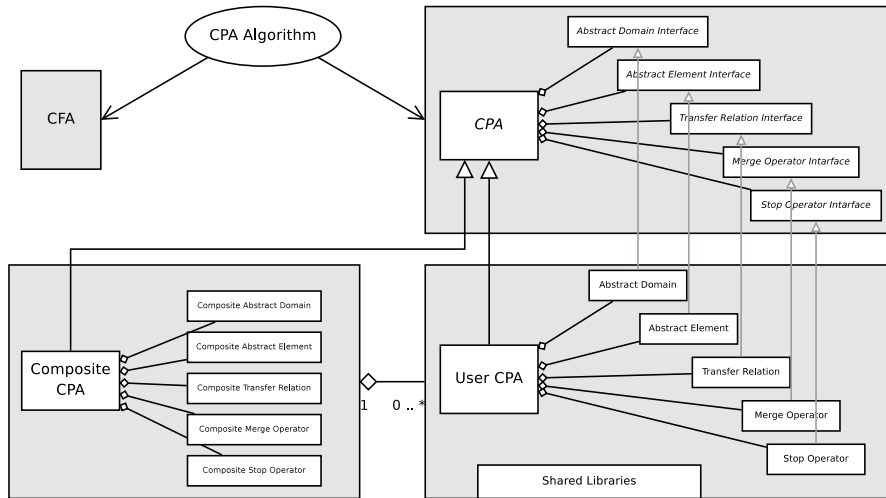 CPA Algorithm
CFA
CPA
Abstract Domain Interface
Abstract Element Interface
Transfer Relation Interface
Merge Operator Intarface
Stop Operator Intarface
Composite
CPA
Composite Abstract Domain
Composite Abstract Element
Composite Transfer Relation
Composite Merge Operator
Composite Stop Operator
1
0 .. *
User CPA
Abstract Domain
Abstract Element
Transfer Relation
Merge Operator
Stop Operator
Shared Libraries